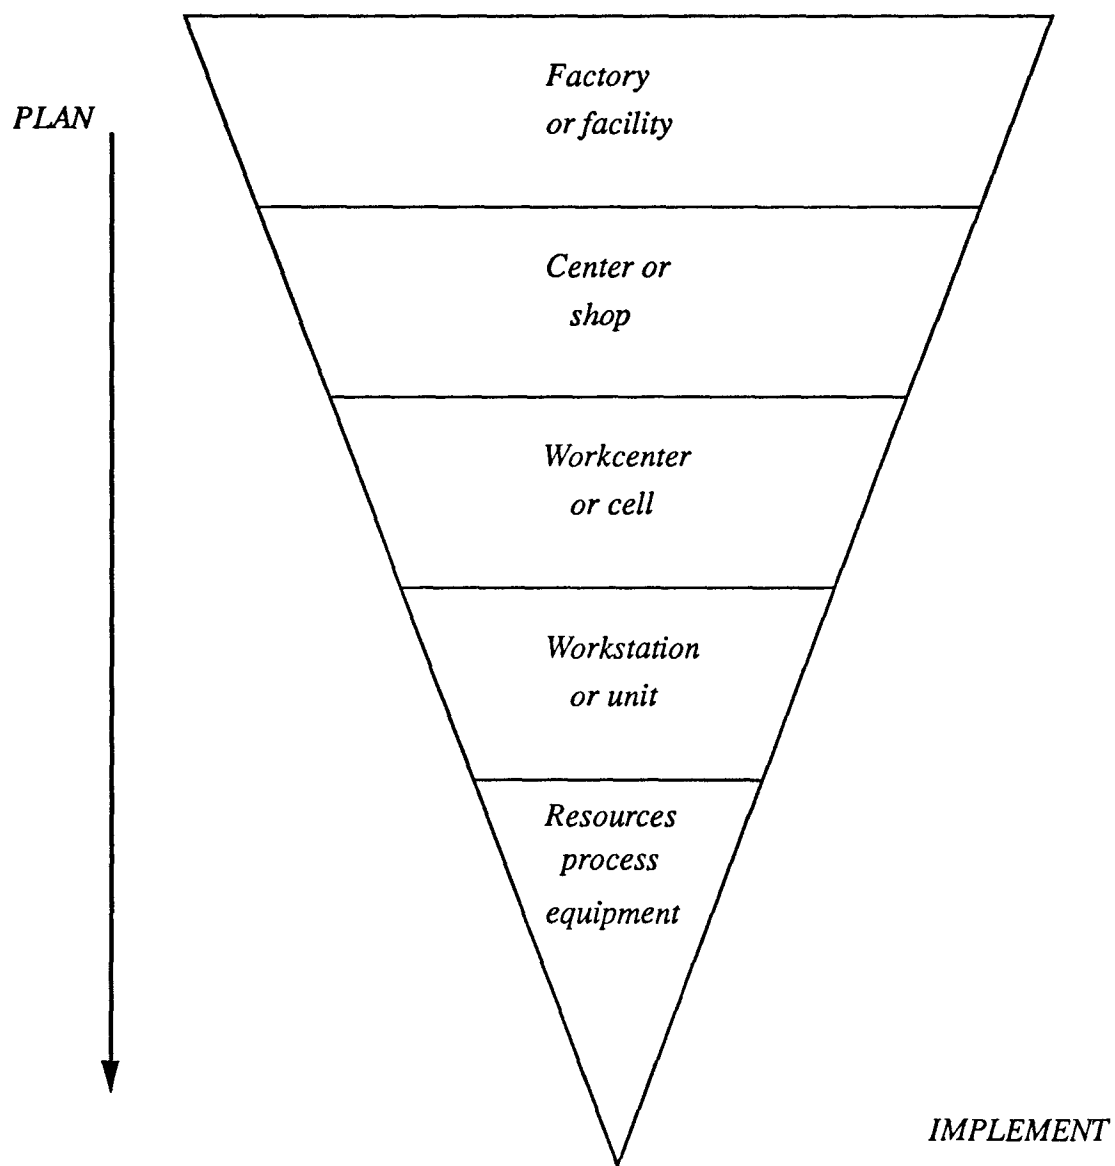 Factory
or facility
PLAN
Center or
shop
Workcenter
or cell
Workstation
or unit
Resources
process
equipment
IMPLEMENT